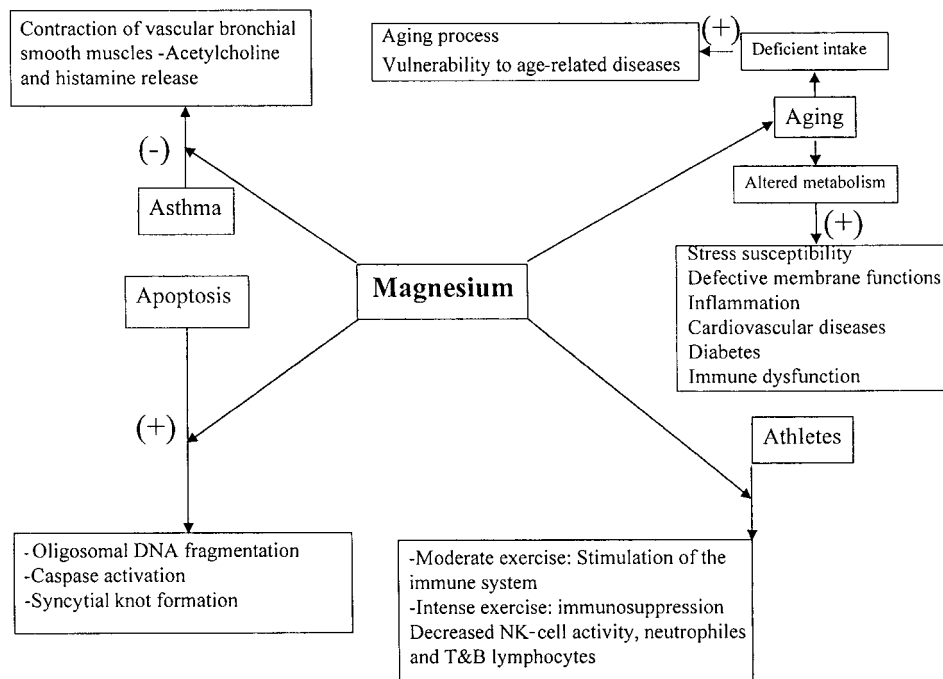 Contraction of vascular bronchial
smooth muscles -Acetylcholine
and histamine release
(-)
Asthma
Aging process
Vulnerability to age-related diseases
(+)
Deficient intake
Aging
Altered metabolism
(+)
Stress susceptibility
Defective membrane functions
Inflammation
Cardiovascular diseases
Diabetes
Immune dysfunction
Magnesium
Apoptosis
(+)
-Oligosomal DNA fragmentation
-Caspase activation
-Syncytial knot formation
Athletes
-Moderate exercise: Stimulation of the
immune system
-Intense exercise: immunosuppression
Decreased NK-cell activity, neutrophiles
and T&B lymphocytes